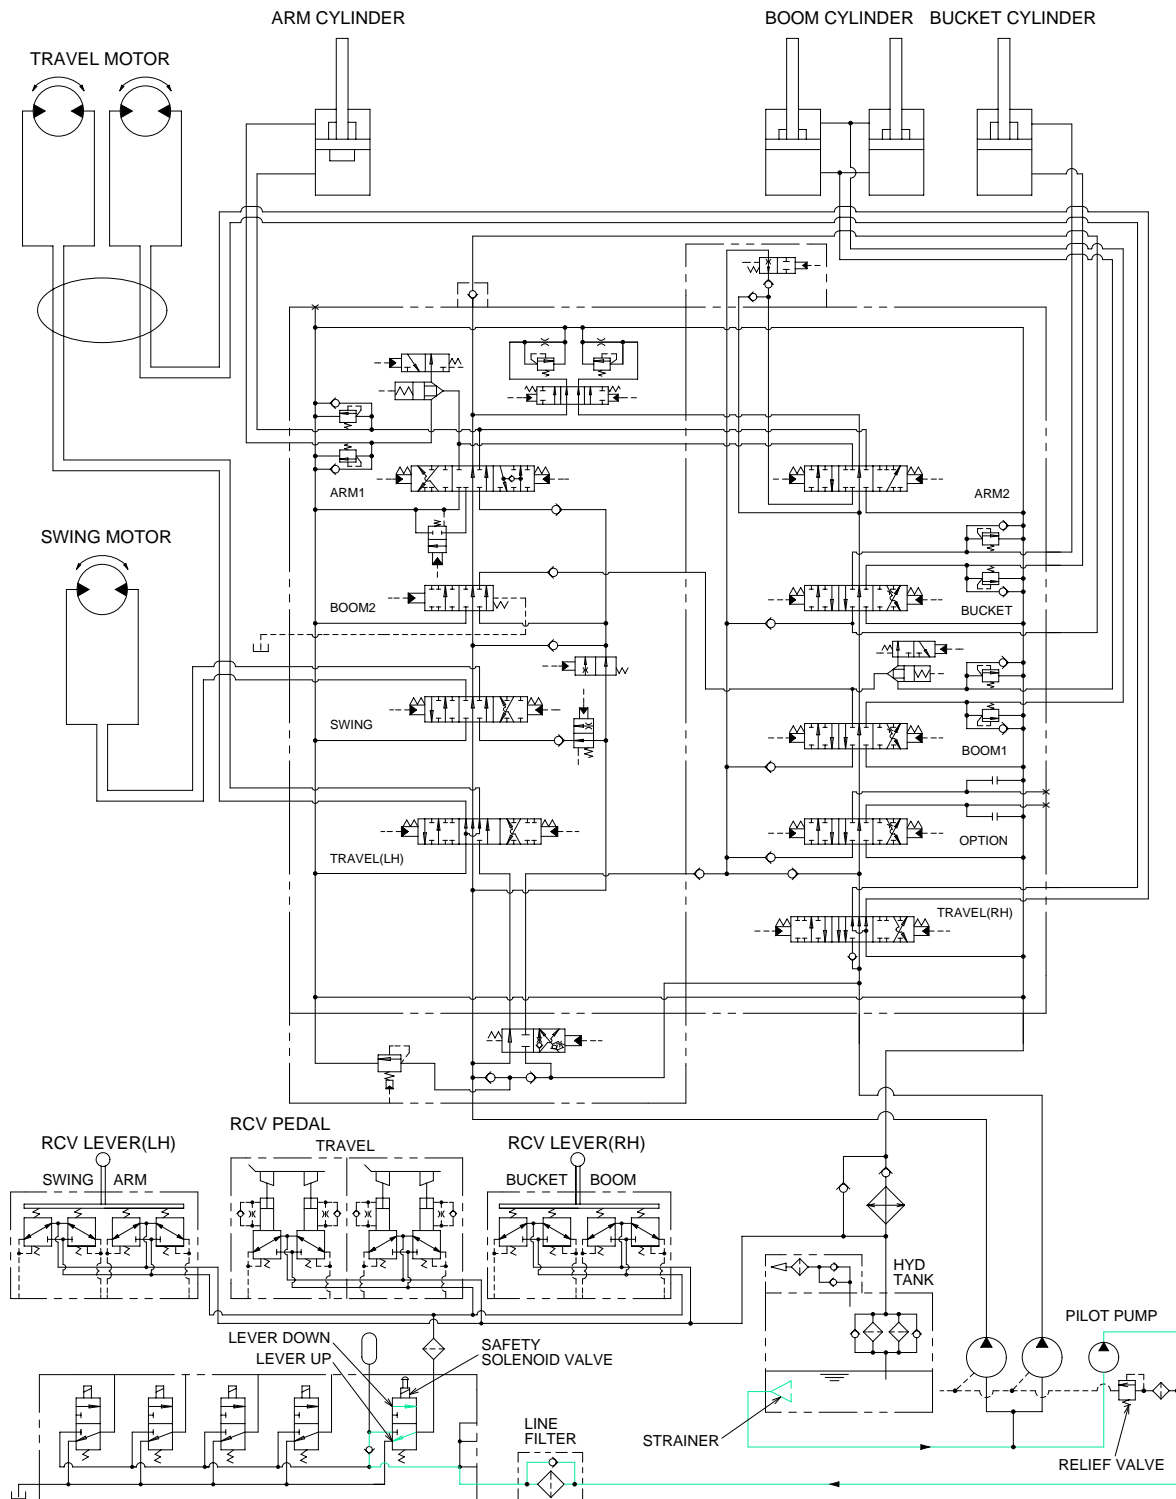 ARM CYLINDER
BOOM CYLINDER
BUCKET CYLINDER
TRAVEL MOTOR
ARM1
ARM2
SWING MOTOR
BOOM2
BUCKET
SWING
BOOM1
TRAVEL(LH)
OPTION
TRAVEL(RH)
RCV PEDAL
RCV LEVER(LH)
TRAVEL
RCV LEVER(RH)
SWING
ARM
BUCKET
BOOM
HYD
TANK
PILOT PUMP
LEVER DOWN
LEVER UP
SAFETY
SOLENOID VALVE
LINE
FILTER
STRAINER
RELIEF VALVE